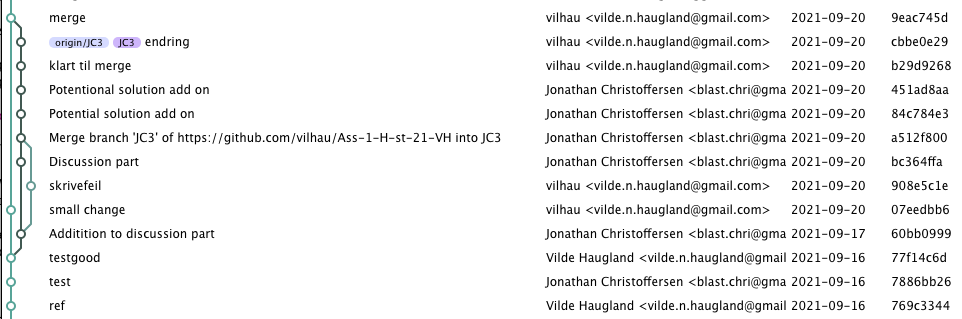 merge vilhau <vilde.n.haugland@gmail.com> 2021-09-20 9eac745d
origin/JC3 JC3 endring vilhau <vilde.n.haugland@gmail.com> 2021-09-20 cbbe0e29
klart til merge vilhau <vilde.n.haugland@gmail.com> 2021-09-20 b29d9268
Potentional solution add on Jonathan Christoffersen <blast.chri@gma 2021-09-20 451ad8aa
Potential solution add on Jonathan Christoffersen <blast.chri@gma 2021-09-20 84c784e3
Merge branch 'JC3' of https://github.com/vilhau/Ass-1-H-st-21-VH into JC3 Jonathan Christoffersen <blast.chri@gma 2021-09-20 a512f800
Discussion part Jonathan Christoffersen <blast.chri@gma 2021-09-20 bc364ffa
skrivefeil vilhau <vilde.n.haugland@gmail.com> 2021-09-20 908e5c1e
small change vilhau <vilde.n.haugland@gmail.com> 2021-09-20 07eedbb6
Additition to discussion part Jonathan Christoffersen <blast.chri@gma 2021-09-17 60bb0999
testgood Vilde Haugland <vilde.n.haugland@gmail 2021-09-16 77f14c6d
test Jonathan Christoffersen <blast.chri@gma 2021-09-16 7886bb26
ref Vilde Haugland <vilde.n.haugland@gmail 2021-09-16 769c3344